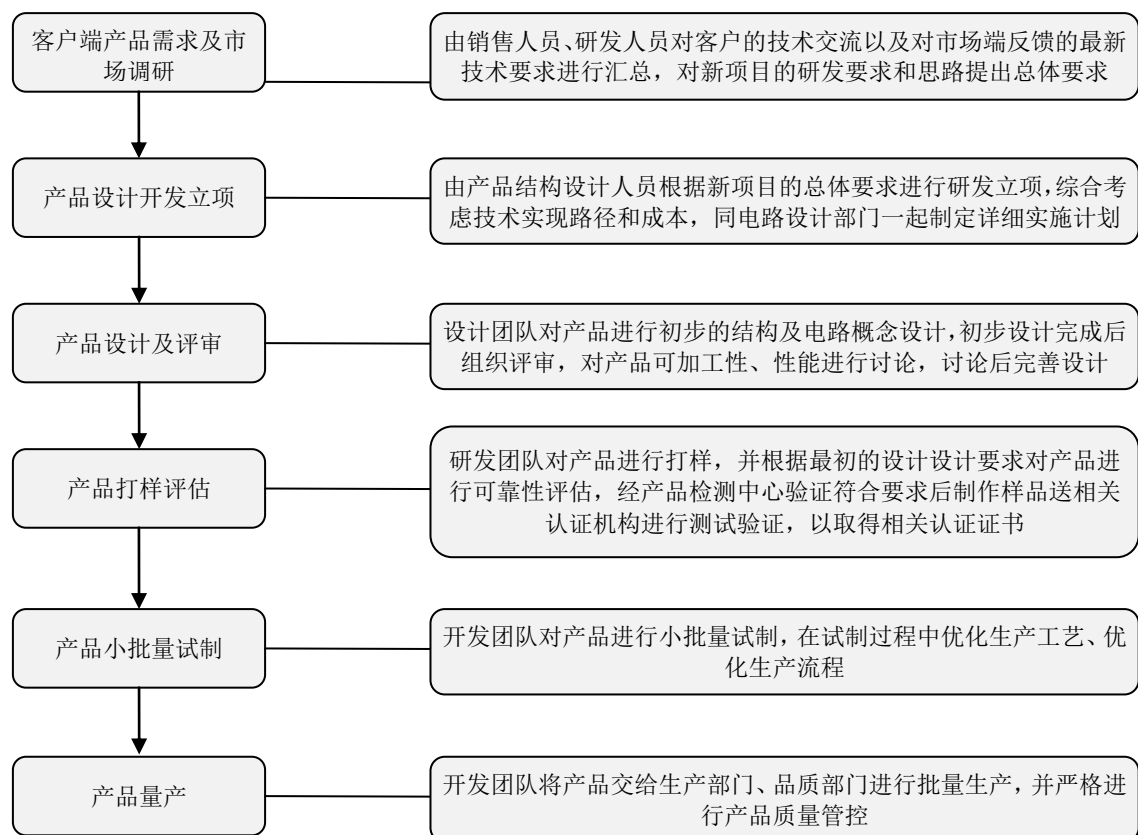 客户端产品需求及市
场调研
由销售人员、研发人员对客户的技术交流以及对市场端反馈的最新
技术要求进行汇总，对新项目的研发要求和思路提出总体要求
产品设计开发立项
由产品结构设计人员根据新项目的总体要求进行研发立项，综合考
虑技术实现路径和成本，同电路设计部门一起制定详细实施计划
产品设计及评审
设计团队对产品进行初步的结构及电路概念设计，初步设计完成后
组织评审，对产品可加工性、性能进行讨论，讨论后完善设计
产品打样评估
研发团队对产品进行打样，并根据最初的设计设计要求对产品进
行可靠性评估，经产品检测中心验证符合要求后制作样品送相关
认证机构进行测试验证，以取得相关认证证书
产品小批量试制
开发团队对产品进行小批量试制，在试制过程中优化生产工艺、优
化生产流程
产品量产
开发团队将产品交给生产部门、品质部门进行批量生产，并严格进
行产品质量管控